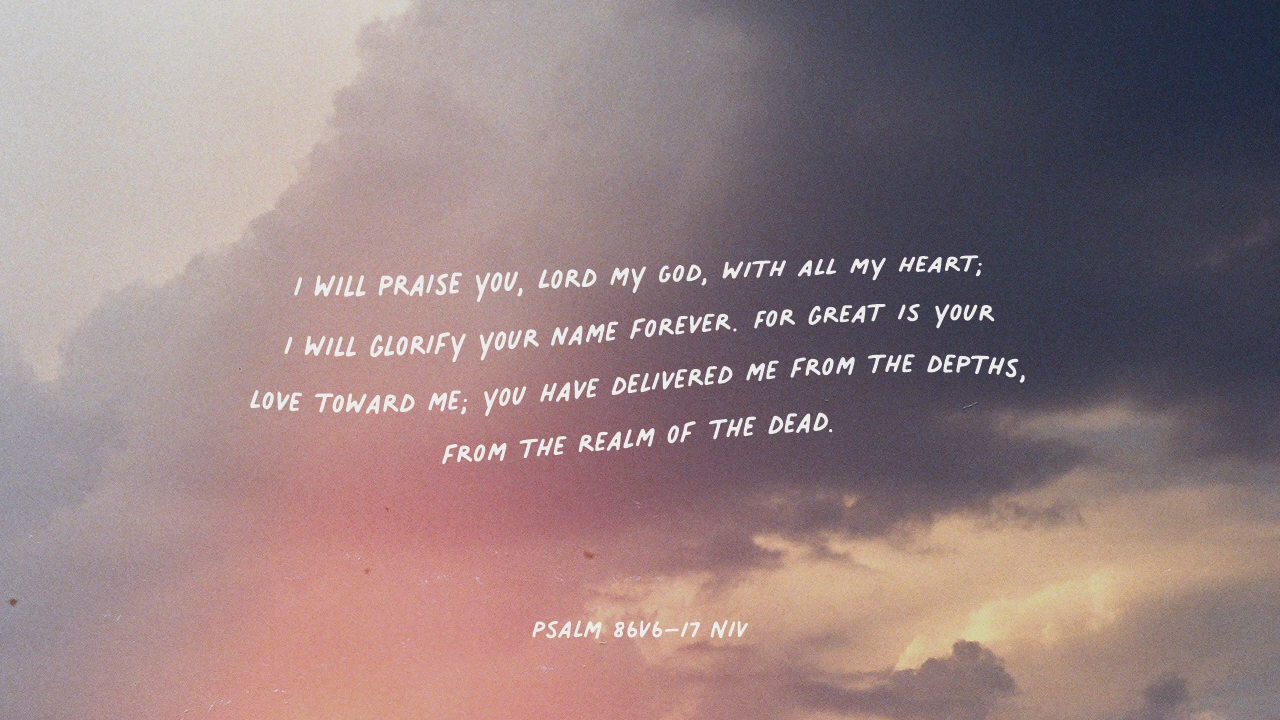 I WILL PRAISE YOU, LORD MY GOD, WITH ALL MY HEART;
I WILL GLORIFY YOUR NAME FOREVER. FOR GREAT IS YOUR
LOVE TOWARD ME; YOU HAVE DELIVERED ME FROM THE DEPTHS,
FROM THE REALM OF THE DEAD.
PSALM 86V6–17 NIV